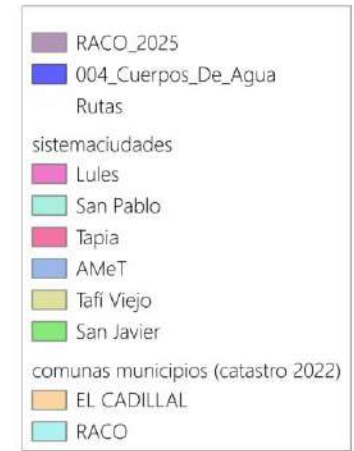 RACO_2025
004_Cuerpos_De_Agua
Rutas
sistemaciudades
Lules
San Pablo
Tapia
AMeT
Tafí Viejo
San Javier
comunas municipios (catastro 2022)
EL CADILLAL
RACO